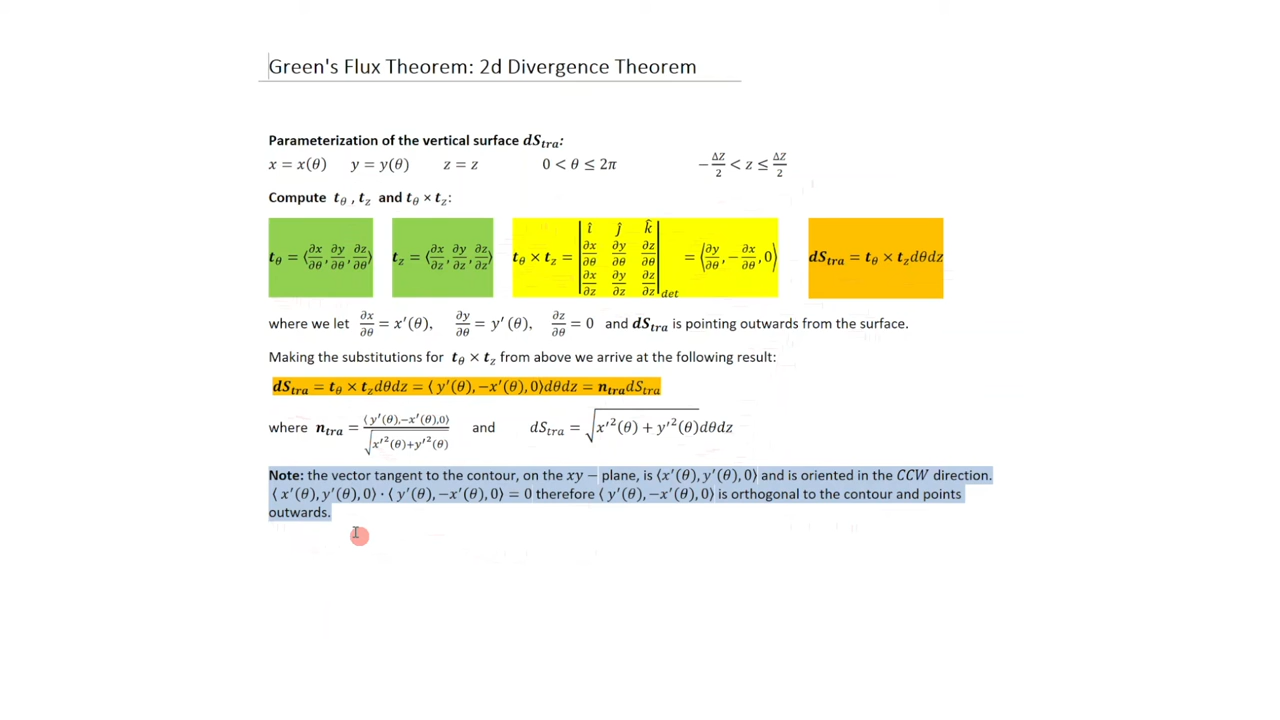 Green's Flux Theorem: 2d Divergence Theorem
Parameterization of the vertical surface dS_tra:
x = x(θ) y = y(θ) z = z 0 < θ ≤ 2π −ΔZ/2 < z ≤ ΔZ/2
Compute t_θ , t_z and t_θ × t_z:
t_θ = ⟨∂x/∂θ, ∂y/∂θ, ∂z/∂θ⟩ t_z = ⟨∂x/∂z, ∂y/∂z, ∂z/∂z⟩ t_θ × t_z = |î ĵ k̂; ∂x/∂θ ∂y/∂θ ∂z/∂θ; ∂x/∂z ∂y/∂z ∂z/∂z|_det = ⟨∂y/∂θ, −∂x/∂θ, 0⟩ dS_tra = t_θ × t_z dθdz
where we let ∂x/∂θ = x′(θ), ∂y/∂θ = y′ (θ), ∂z/∂θ = 0 and dS_tra is pointing outwards from the surface.
Making the substitutions for t_θ × t_z from above we arrive at the following result:
dS_tra = t_θ × t_z dθdz = ⟨ y′(θ), −x′(θ), 0⟩dθdz = n_tra dS_tra
where n_tra = ⟨ y′(θ),−x′(θ),0⟩/√(x′²(θ)+y′²(θ)) and dS_tra = √(x′²(θ) + y′²(θ)) dθdz
Note: the vector tangent to the contour, on the xy − plane, is ⟨x′(θ), y′(θ), 0⟩ and is oriented in the CCW direction.
⟨ x′(θ), y′(θ), 0⟩ · ⟨ y′(θ), −x′(θ), 0⟩ = 0 therefore ⟨ y′(θ), −x′(θ), 0⟩ is orthogonal to the contour and points
outwards.